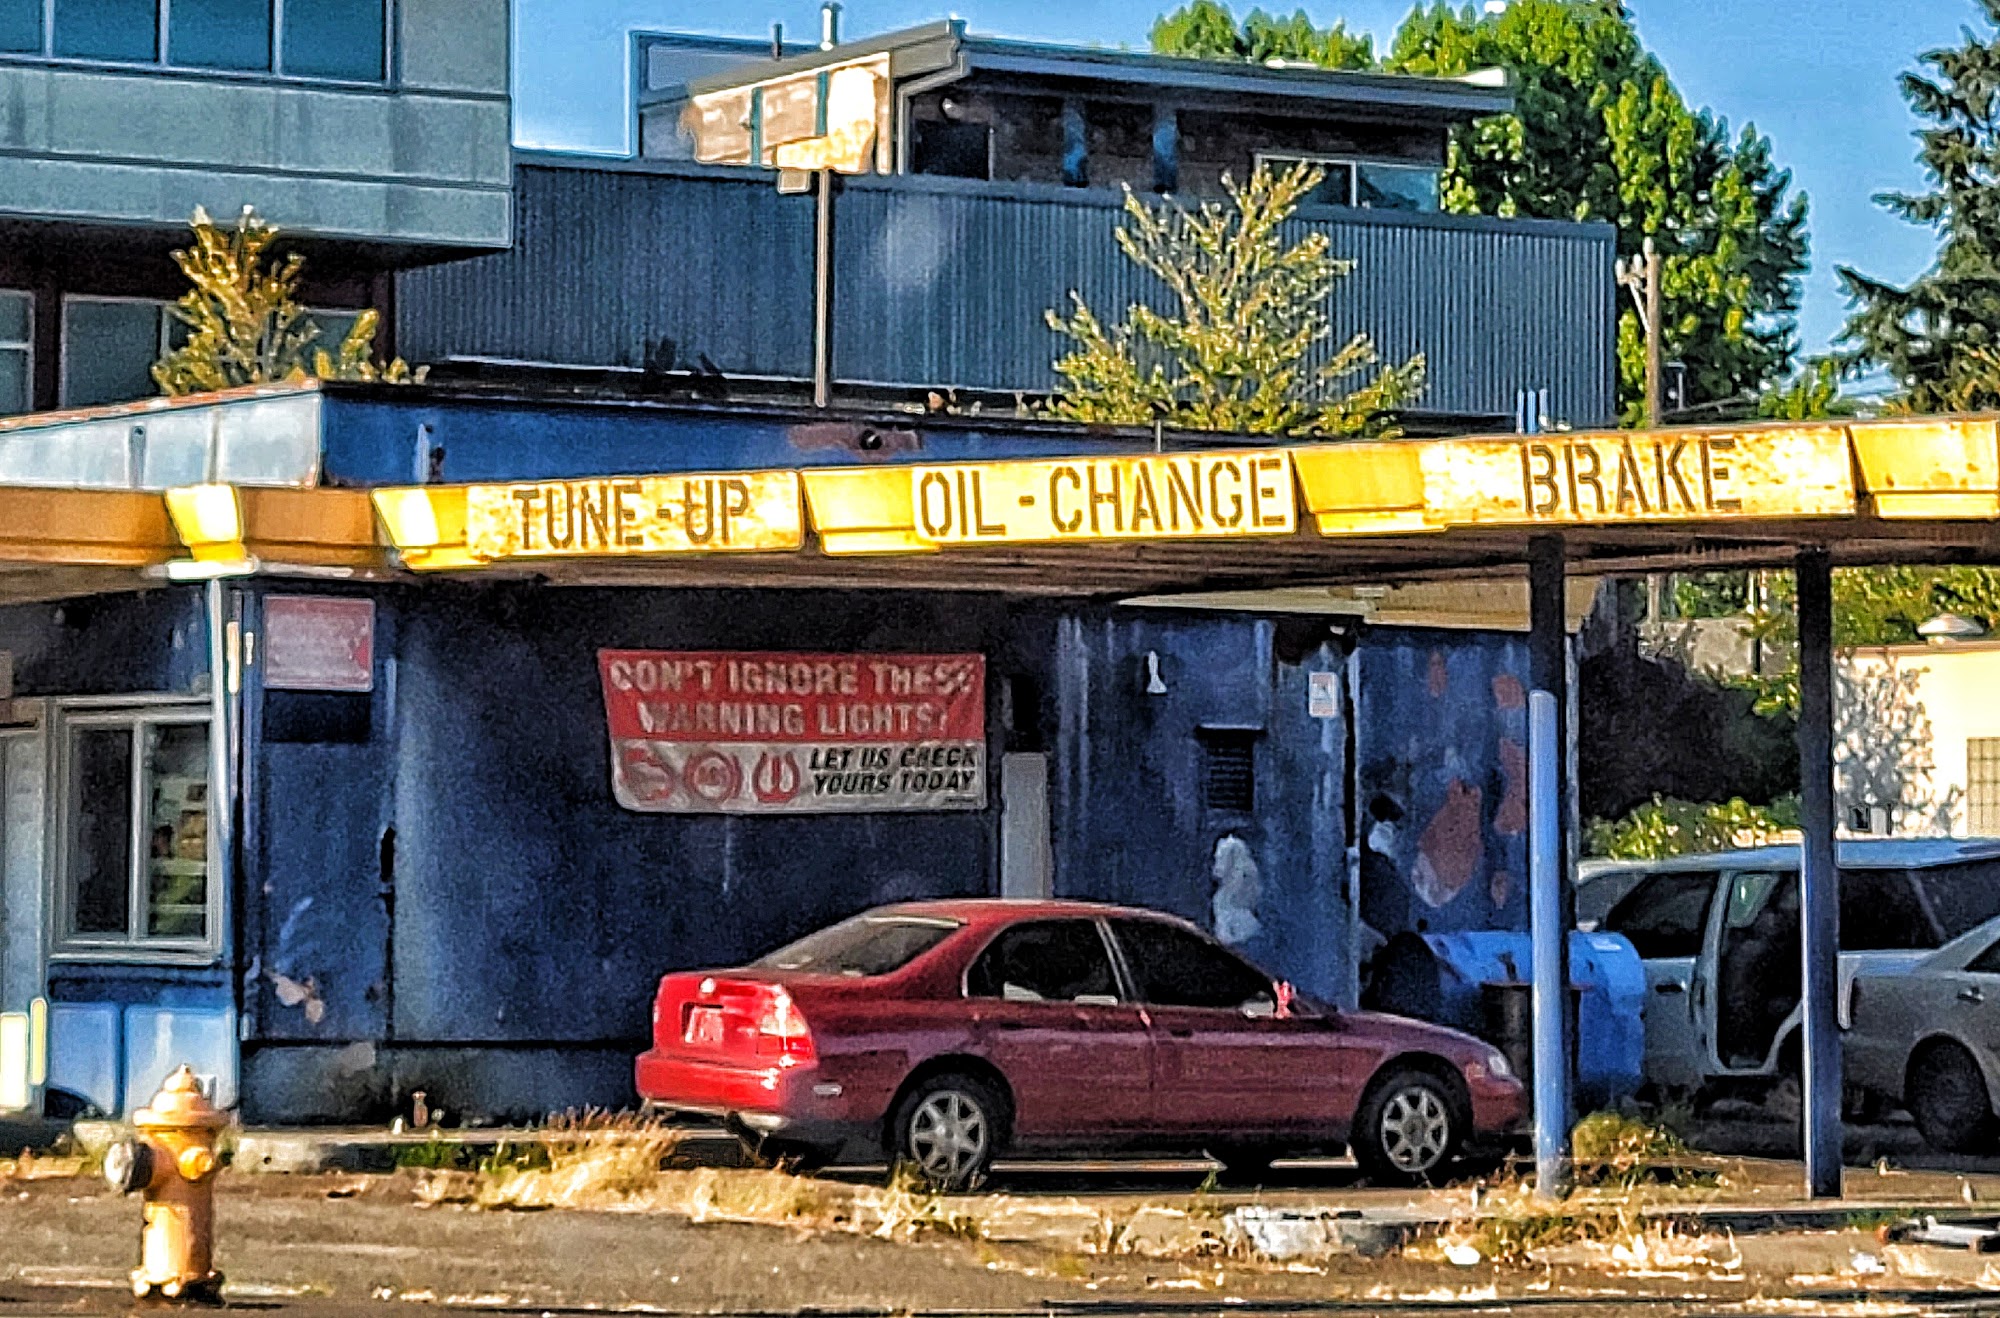 TUNE-UP
OIL-CHANGE
BRAKE
DON'T IGNORE THESE
WARNING LIGHTS!
LET US CHECK
YOURS TODAY